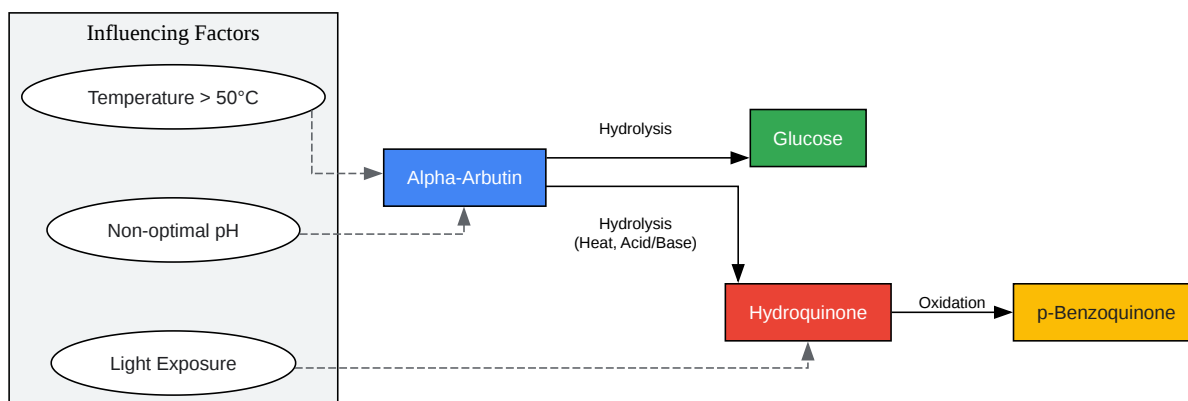 Influencing Factors
Temperature > 50°C
Non-optimal pH
Light Exposure
Alpha-Arbutin
Hydrolysis
Glucose
Hydrolysis
(Heat, Acid/Base)
Hydroquinone
Oxidation
p-Benzoquinone